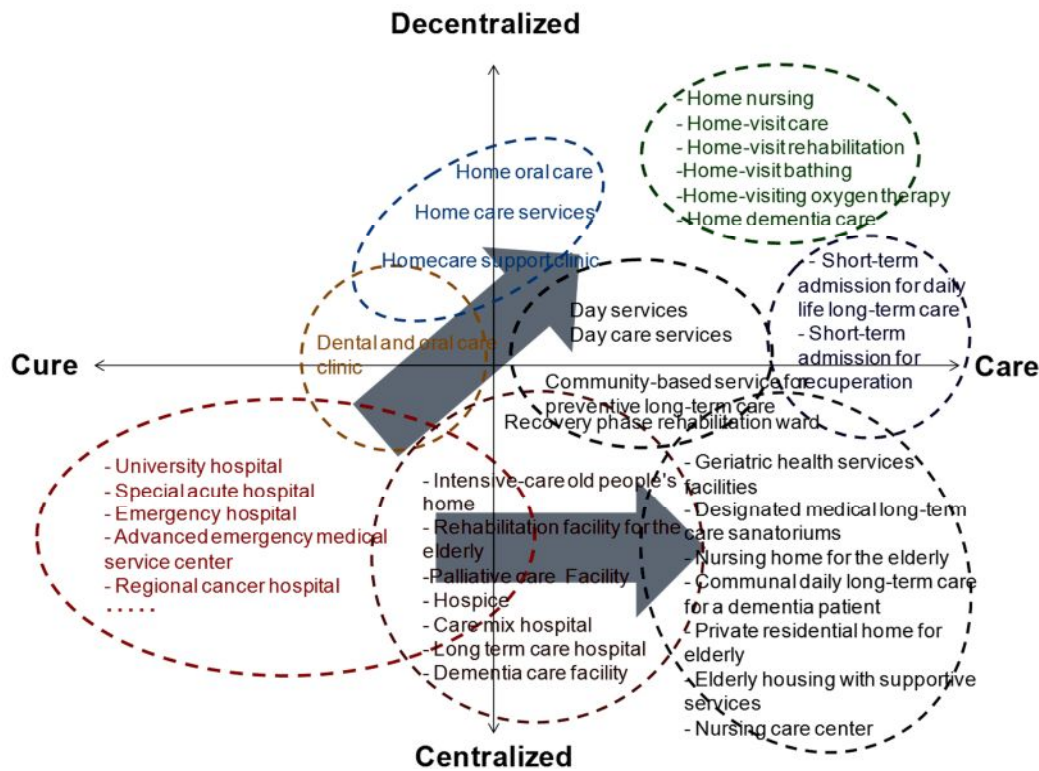 Decentralized
- Home nursing
- Home-visit care
- Home-visit rehabilitation
-Home-visit bathing
-Home-visiting oxygen therapy
- Home dementia care
Home oral care
Home care services
Homecare support clinic
- Short-term
admission for daily
life long-term care
- Short-term
admission for
recuperation
Day services
Day care services
Dental and oral care
clinic
Cure
Care
Community-based service for
preventive long-term care
Recovery phase rehabilitation ward
- University hospital
- Special acute hospital
- Emergency hospital
- Advanced emergency medical
service center
- Regional cancer hospital
.....
- Intensive-care old people's
home
- Rehabilitation facility for the
elderly
-Palliative care Facility
- Hospice
- Care mix hospital
- Long term care hospital
- Dementia care facility
- Geriatric health services
facilities
- Designated medical long-term
care sanatoriums
- Nursing home for the elderly
- Communal daily long-term care
for a dementia patient
- Private residential home for
elderly
- Elderly housing with supportive
services
- Nursing care center
Centralized